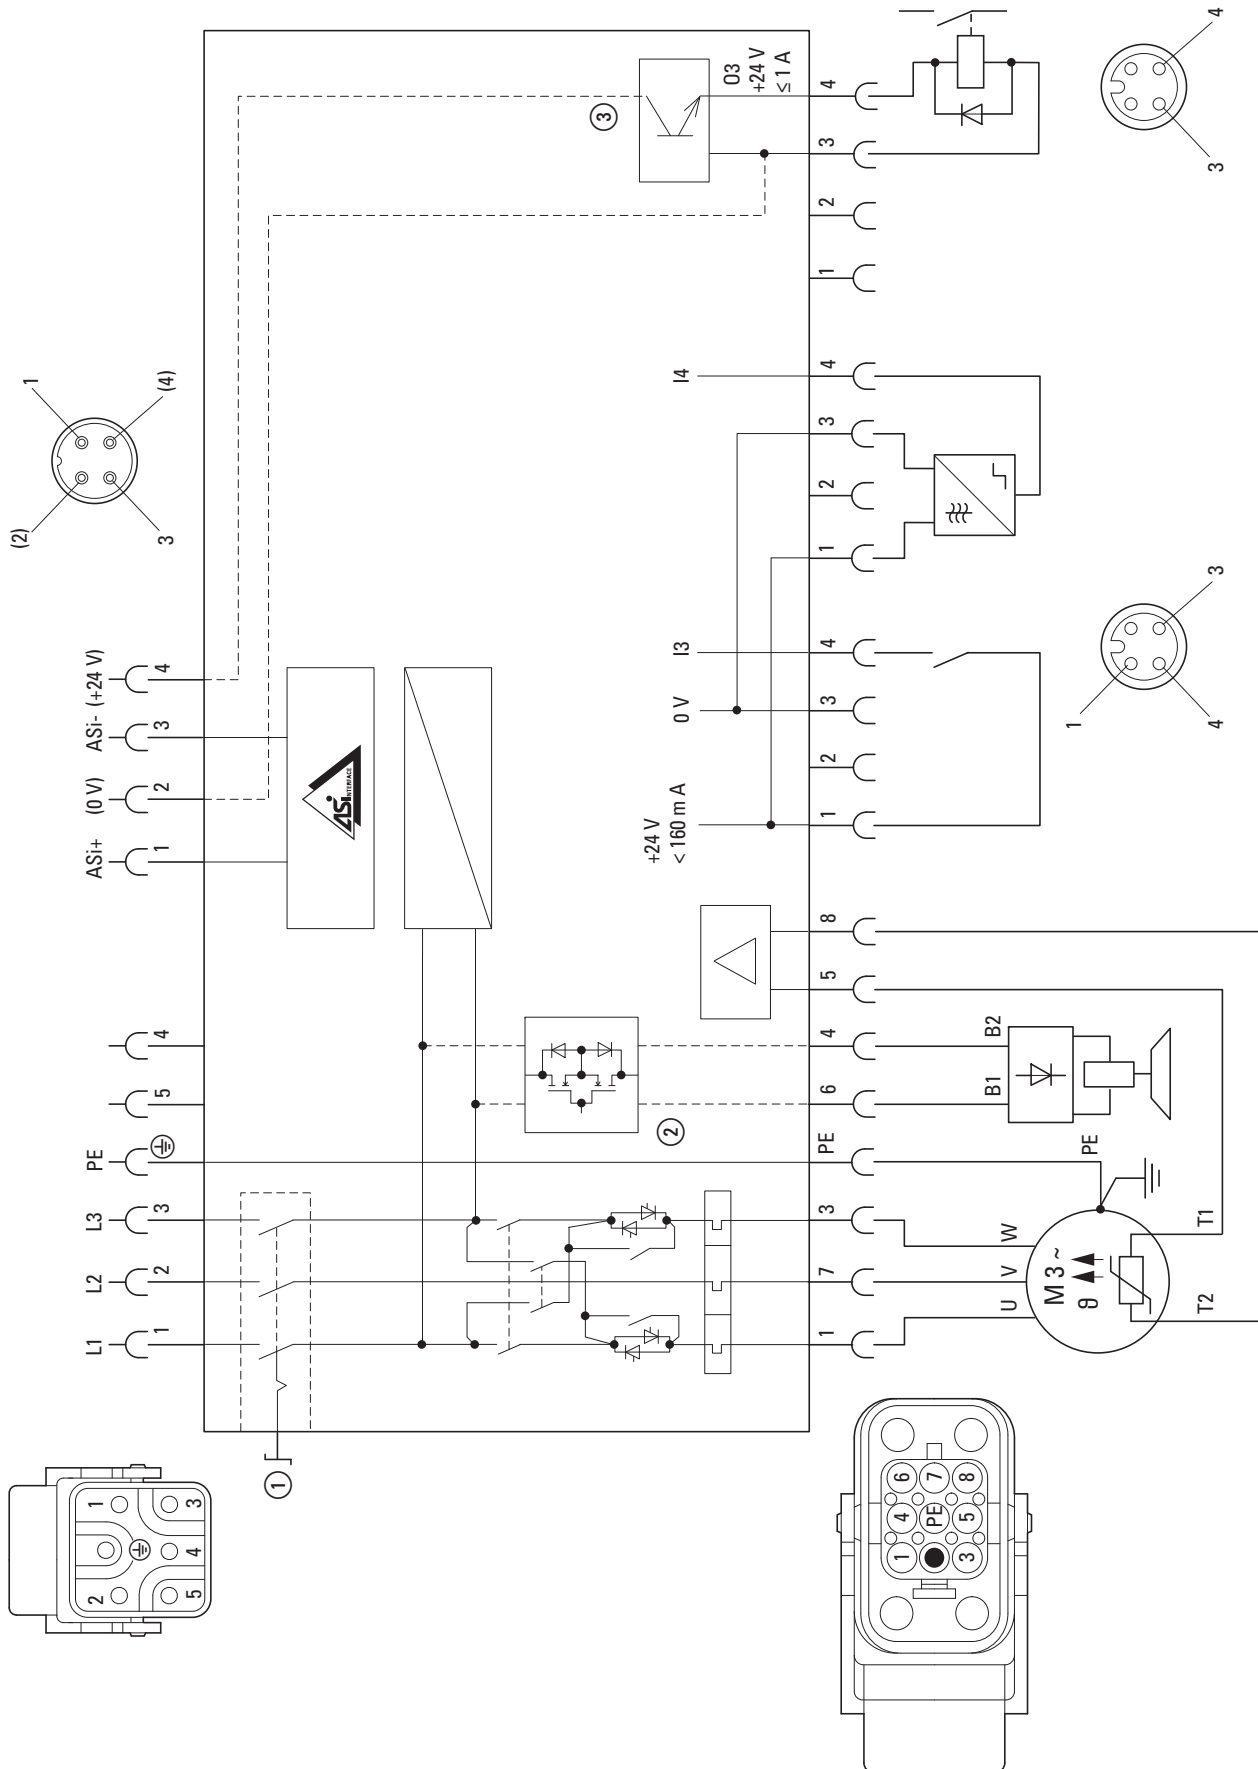 2 1
5 4 3
(2) 1
3 (4)
L1 L2 L3 PE ASi+ (0 V) ASi- (+24 V)
1 2 3 5 4 1 2 3 4
1
ASi
INTERFACE
2
3
+24 V
< 160 m A
0 V
I3
I4
O3
+24 V
≤ 1 A
1 7 3 PE 6 4 5 8 1 2 3 4 1 2 3 4 1 2 3 4
1 4 6
PE 7
3 5 8
U V W
PE
B1 B2
M 3 ~
ϑ
T2 T1
1 3
4
4
3